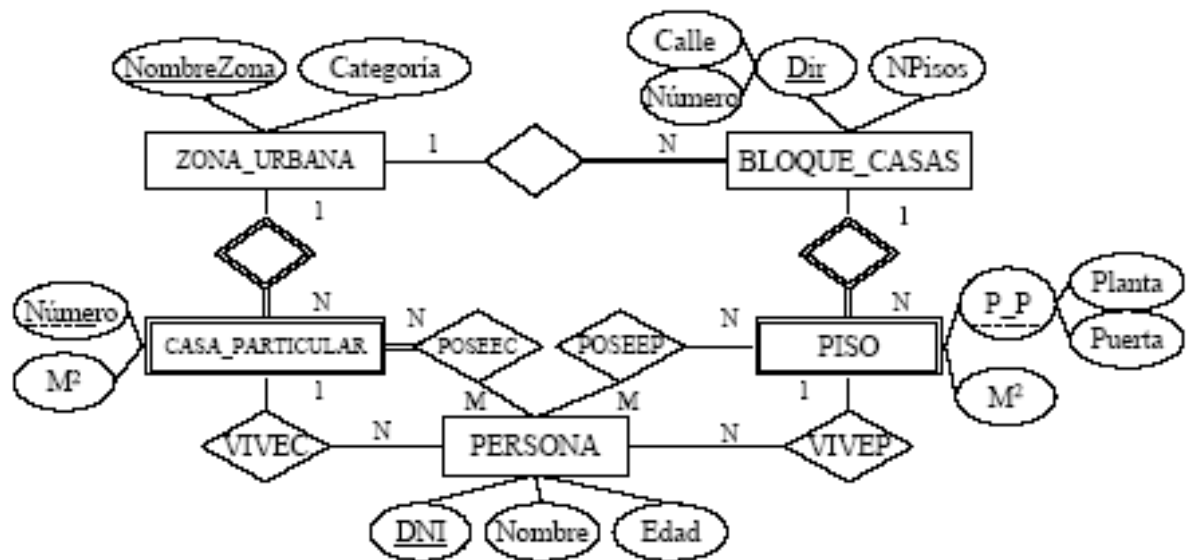 Calle
NombreZona
Categoría
Dir
NPisos
Número
ZONA_URBANA
1
N
BLOQUE_CASAS
1
1
Número
N
N
N
N
P_P
Planta
CASA_PARTICULAR
POSEEC
POSEEP
PISO
Puerta
M²
1
M
M
1
M²
VIVEC
N
PERSONA
N
VIVEP
DNI
Nombre
Edad